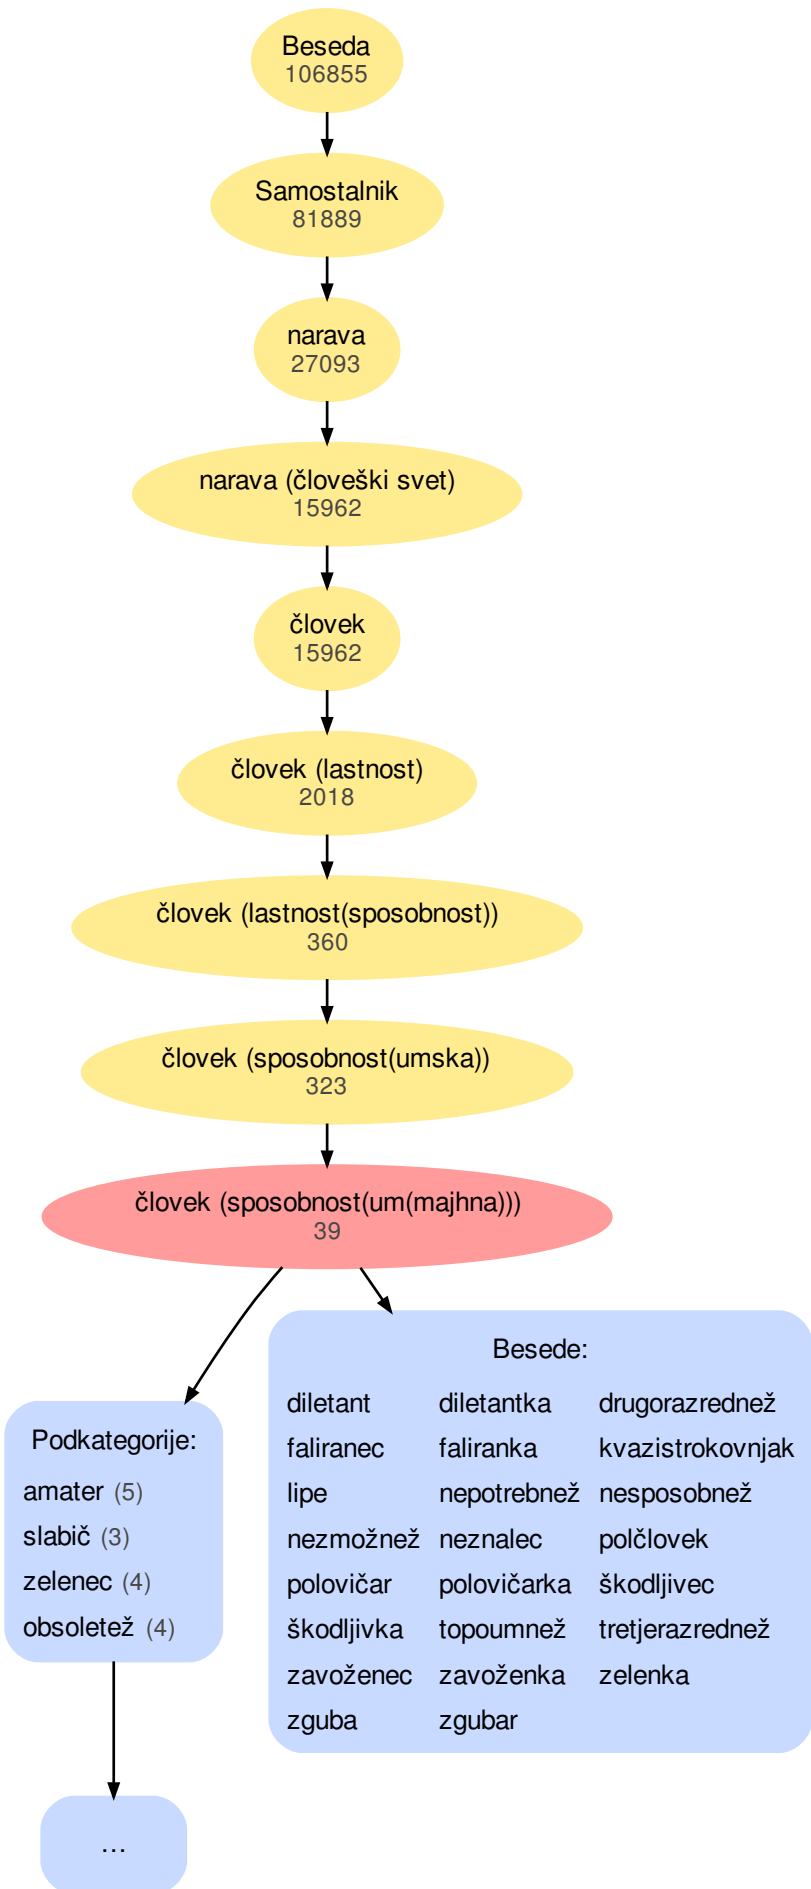 Beseda
106855
Samostalnik
81889
narava
27093
narava (človeški svet)
15962
človek
15962
človek (lastnost)
2018
človek (lastnost(sposobnost))
360
človek (sposobnost(umska))
323
človek (sposobnost(um(majhna)))
39
Podkategorije:
amater (5)
slabič (3)
zelenec (4)
obsoletež (4)
...
Besede:
diletant diletantka drugorazrednež
faliranec faliranka kvazistrokovnjak
lipe nepotrebnež nesposobnež
nezmožnež neznalec polčlovek
polovičar polovičarka škodljivec
škodljivka topoumnež tretjerazrednež
zavoženec zavoženka zelenka
zguba zgubar